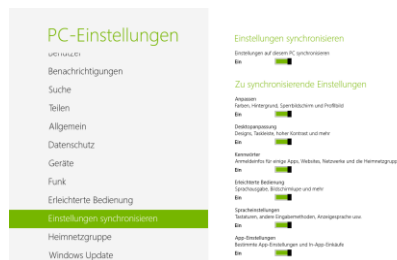 PC-Einstellungen
Benachrichtigungen
Suche
Teilen
Allgemein
Datenschutz
Geräte
Funk
Erleichterte Bedienung
Einstellungen synchronisieren
Heimnetzgruppe
Windows Update
Einstellungen synchronisieren
Einstellungen auf diesem PC synchronisieren
Ein
Zu synchronisierende Einstellungen
Anpassen
Farben, Hintergrund, Sperrbildschirm und Profilbild
Ein
Desktopanpassung
Designs, Taskleiste, hoher Kontrast und mehr
Ein
Kennwörter
Anmeldeinfos für einige Apps, Websites, Netzwerke und die Heimnetzgrupp
Ein
Erleichterte Bedienung
Sprachausgabe, Bildschirmlupe und mehr
Ein
Spracheinstellungen
Tastaturen, andere Eingabemethoden, Anzeigesprache usw.
Ein
App-Einstellungen
Bestimmte App-Einstellungen und In-App-Einkäufe
Ein